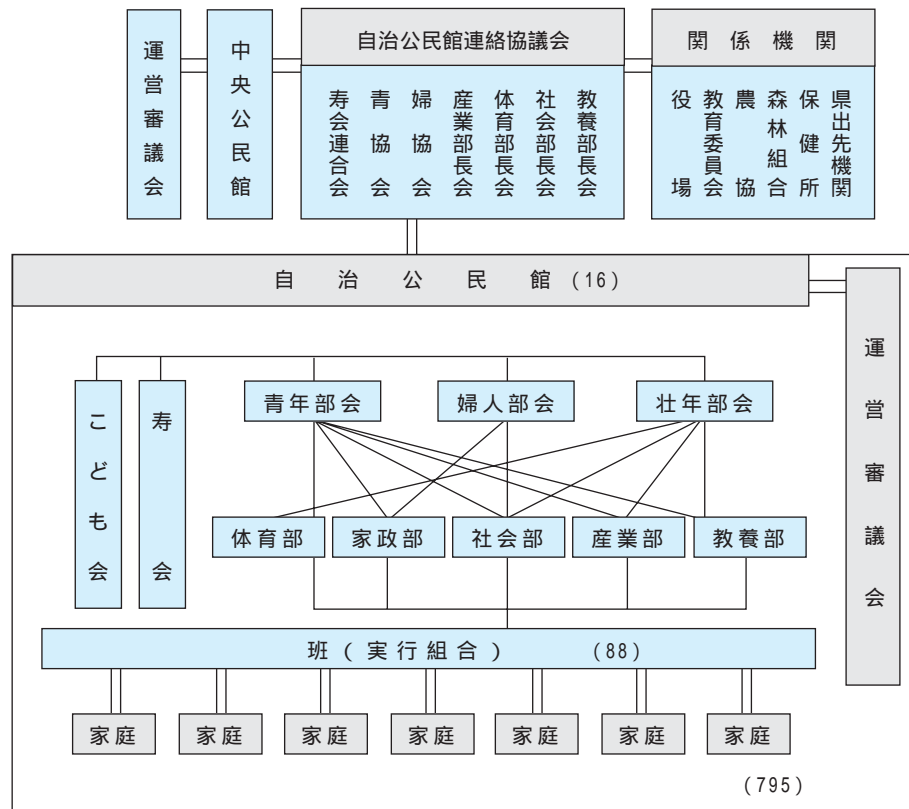 運営審議会
中央公民館
自治公民館連絡協議会
寿会連合会
青協会
婦協会
産業部長会
体育部長会
社会部長会
教養部長会
関係機関
役場
教育委員会
農協
森林組合
保健所
県出先機関
自治公民館(16)
運営審議会
こども会
寿会
青年部会
婦人部会
壮年部会
体育部
家政部
社会部
産業部
教養部
班(実行組合) (88)
家庭
家庭
家庭
家庭
家庭
家庭
家庭
(795)